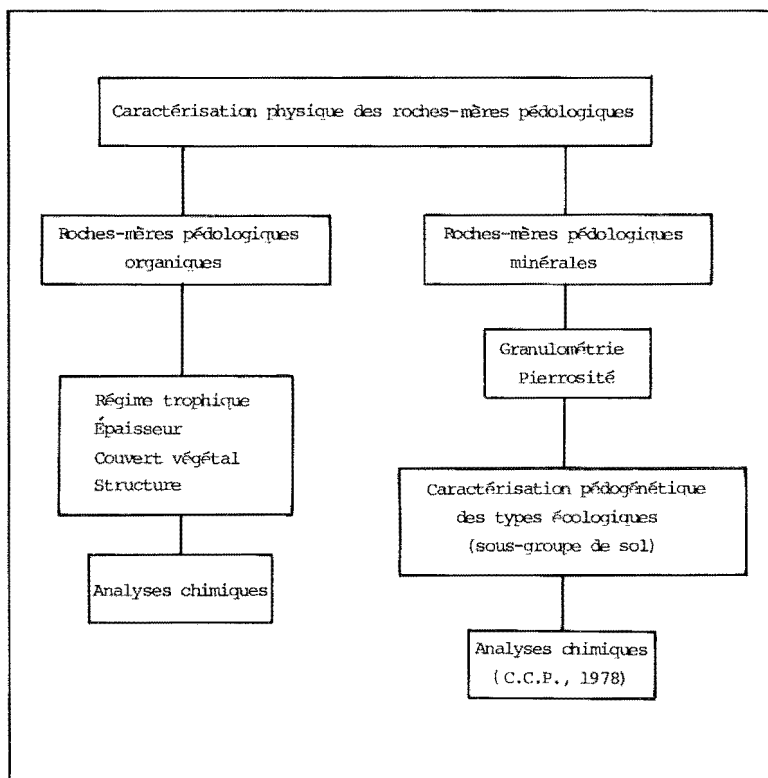 Caractérisation physique des roches-mères pédologiques
Roches-mères pédologiques
organiques
Roches-mères pédologiques
minérales
Granulométrie
Pierrosité
Régime trophique
Épaisseur
Couvert végétal
Structure
Caractérisation pédogénétique
des types écologiques
(sous-groupe de sol)
Analyses chimiques
Analyses chimiques
(C.C.P., 1978)